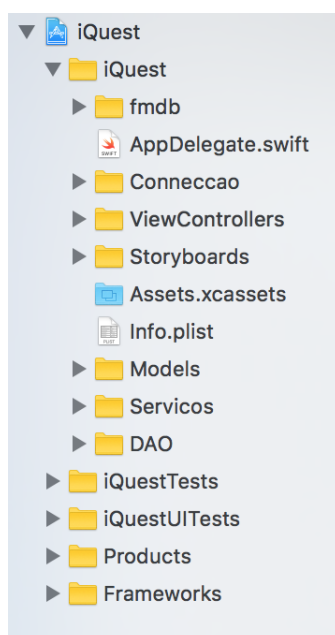 iQuest
iQuest
fmdb
AppDelegate.swift
Conneccao
ViewControllers
Storyboards
Assets.xcassets
Info.plist
Models
Servicos
DAO
iQuestTests
iQuestUITests
Products
Frameworks